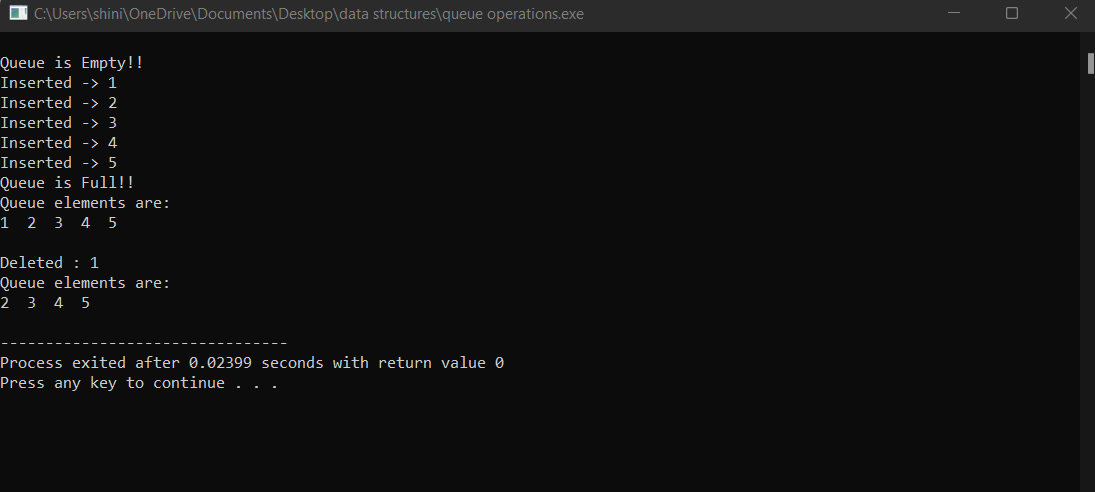 C:\Users\shini\OneDrive\Documents\Desktop\data structures\queue operations.exe
Queue is Empty!!
Inserted -> 1
Inserted -> 2
Inserted -> 3
Inserted -> 4
Inserted -> 5
Queue is Full!!
Queue elements are:
1  2  3  4  5
Deleted : 1
Queue elements are:
2  3  4  5
--------------------------------
Process exited after 0.02399 seconds with return value 0
Press any key to continue . . .